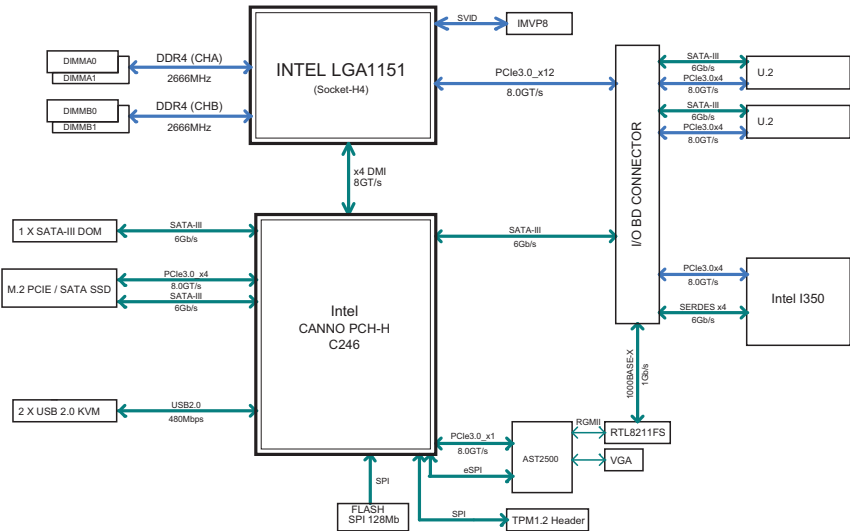 SVID
IMVP8
INTEL LGA1151
(Socket-H4)
DIMMA0
DIMMA1
DDR4 (CHA)
2666MHz
DIMMB0
DIMMB1
DDR4 (CHB)
2666MHz
PCIe3.0_x12
8.0GT/s
I/O BD CONNECTOR
SATA-III
6Gb/s
PCIe3.0x4
8.0GT/s
U.2
SATA-III
6Gb/s
PCIe3.0x4
8.0GT/s
U.2
x4 DMI
8GT/s
1 X SATA-III DOM
SATA-III
6Gb/s
SATA-III
6Gb/s
M.2 PCIE / SATA SSD
PCIe3.0_x4
8.0GT/s
SATA-III
6Gb/s
Intel
CANNO PCH-H
C246
PCIe3.0x4
8.0GT/s
SERDES x4
6Gb/s
Intel I350
1000BASE-X
1Gb/s
2 X USB 2.0 KVM
USB2.0
480Mbps
PCIe3.0_x1
8.0GT/s
eSPI
AST2500
RGMII
RTL8211FS
VGA
SPI
FLASH
SPI 128Mb
SPI
TPM1.2 Header